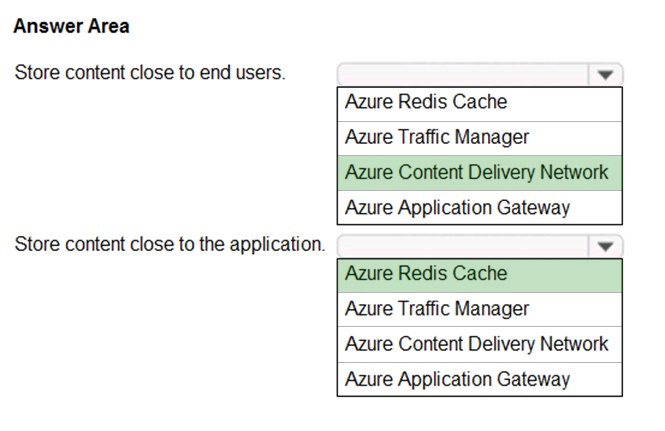 Answer Area
Store content close to end users.
Azure Redis Cache
Azure Traffic Manager
Azure Content Delivery Network
Azure Application Gateway
Store content close to the application.
Azure Redis Cache
Azure Traffic Manager
Azure Content Delivery Network
Azure Application Gateway